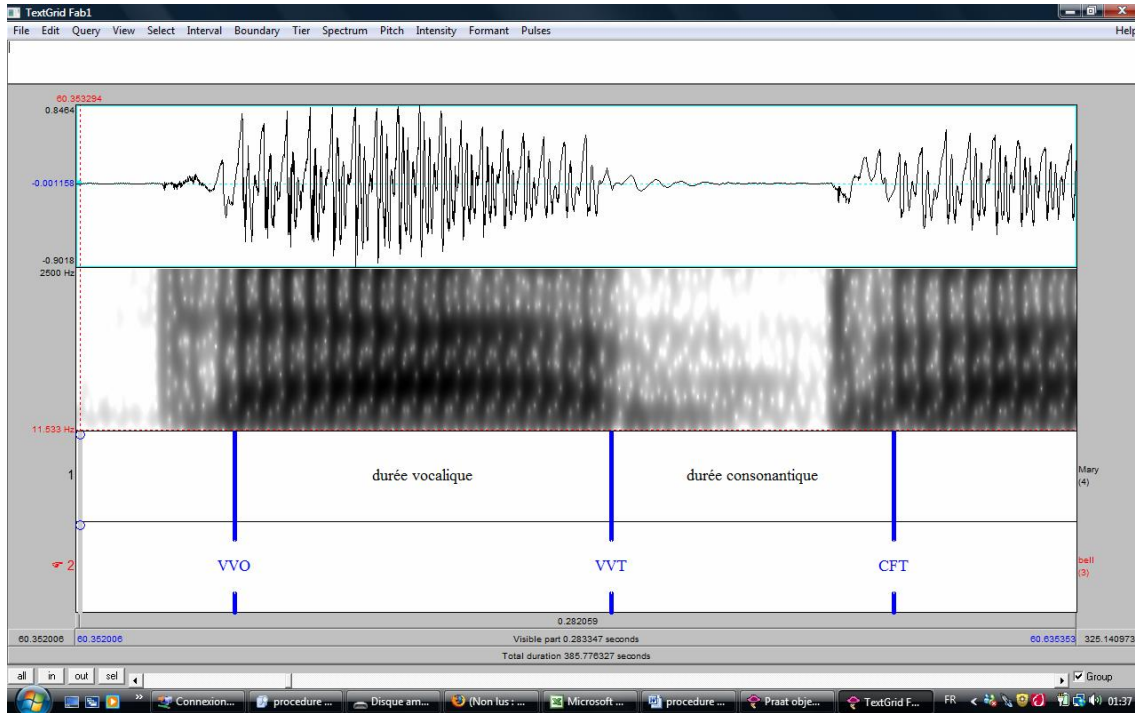 TextGrid Fab1
File Edit Query View Select Interval Boundary Tier Spectrum Pitch Intensity Formant Pulses Help
60.353294
0.8464
-0.001158
-0.9018
2500 Hz
11.533 Hz
1 durée vocalique durée consonantique Mary
(4)
2 VVO VVT CFT bell
(3)
0.282059
60.352006 60.352006 Visible part 0.283347 seconds 60.635353 325.140973
Total duration 385.776327 seconds
all in out sel Group
Connexion... procedure ... Disque am... (Non lus : ... Microsoft ... procedure ... Praat obje... TextGrid F... FR 01:37